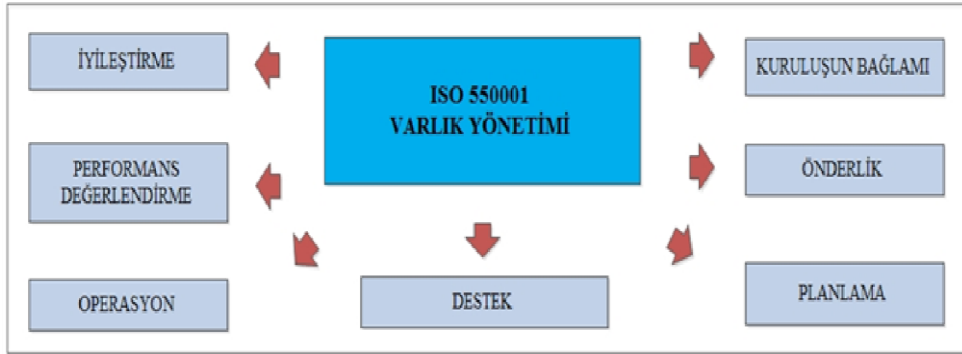 İYİLEŞTİRME
ISO 550001
VARLIK YÖNETİMİ
KURULUŞUN BAĞLAMI
PERFORMANS
DEĞERLENDİRME
ÖNDERLİK
OPERASYON
DESTEK
PLANLAMA